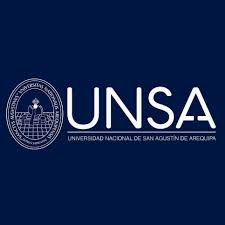 UNSA
UNIVERSIDAD NACIONAL DE SAN AGUSTÍN DE AREQUIPA